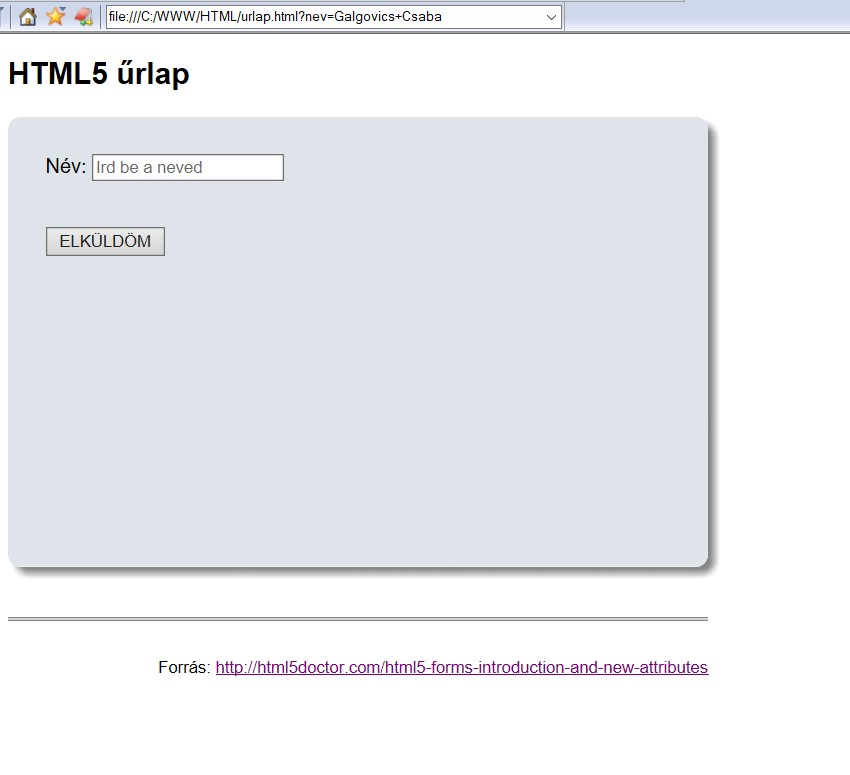 file:///C:/WWW/HTML/urlap.html?nev=Galgovics+Csaba
HTML5 űrlap
Név: Ird be a neved
ELKÜLDÖM
Forrás: http://html5doctor.com/html5-forms-introduction-and-new-attributes